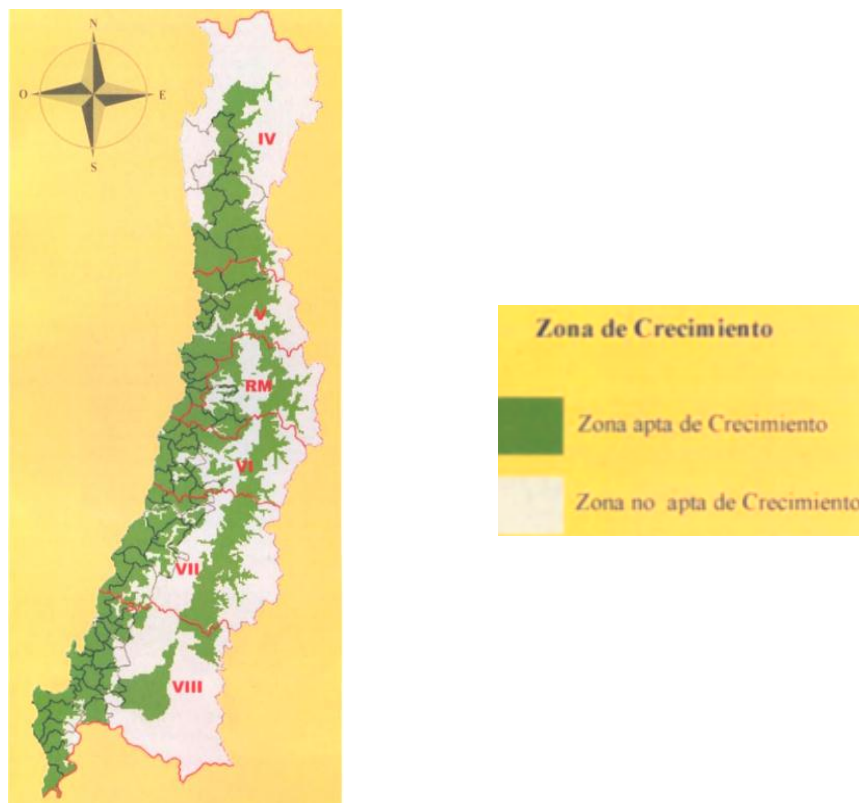 N
O
E
S
IV
V
RM
VI
VII
VIII
Zona de Crecimiento
Zona apta de Crecimiento
Zona no apta de Crecimiento